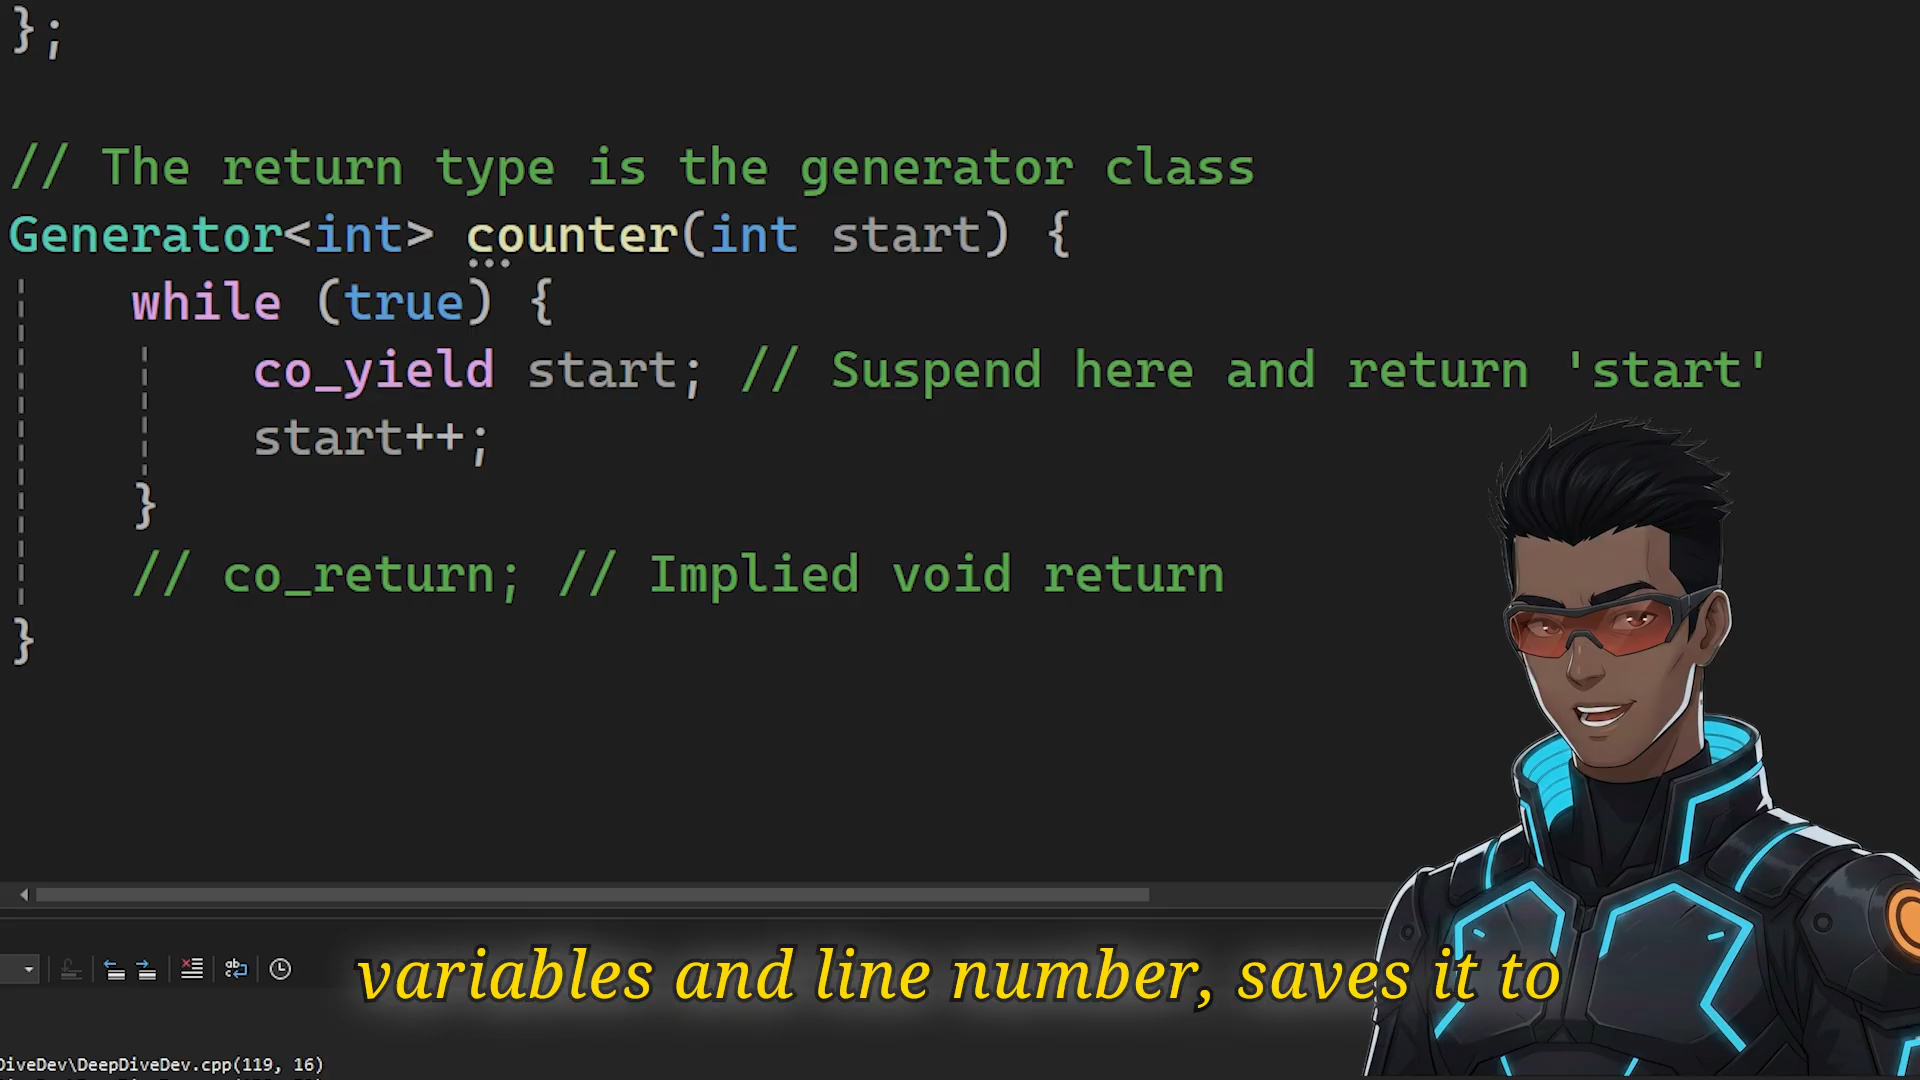 };
// The return type is the generator class
Generator<int> counter(int start) {
while (true) {
co_yield start; // Suspend here and return 'start'
start++;
}
// co_return; // Implied void return
}
variables and line number, saves it to
DiveDev\DeepDiveDev.cpp(119, 16)